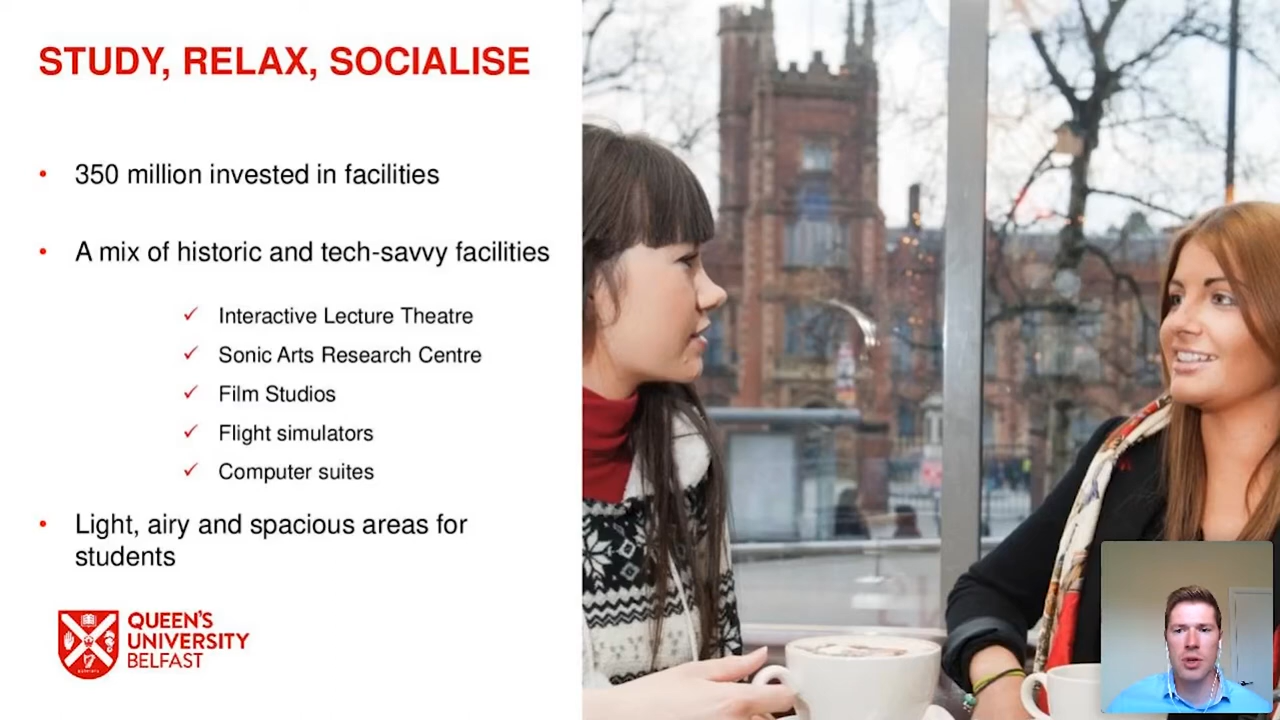 STUDY, RELAX, SOCIALISE
• 350 million invested in facilities
• A mix of historic and tech-savvy facilities
✓ Interactive Lecture Theatre
✓ Sonic Arts Research Centre
✓ Film Studios
✓ Flight simulators
✓ Computer suites
• Light, airy and spacious areas for
students
QUEEN'S
UNIVERSITY
BELFAST